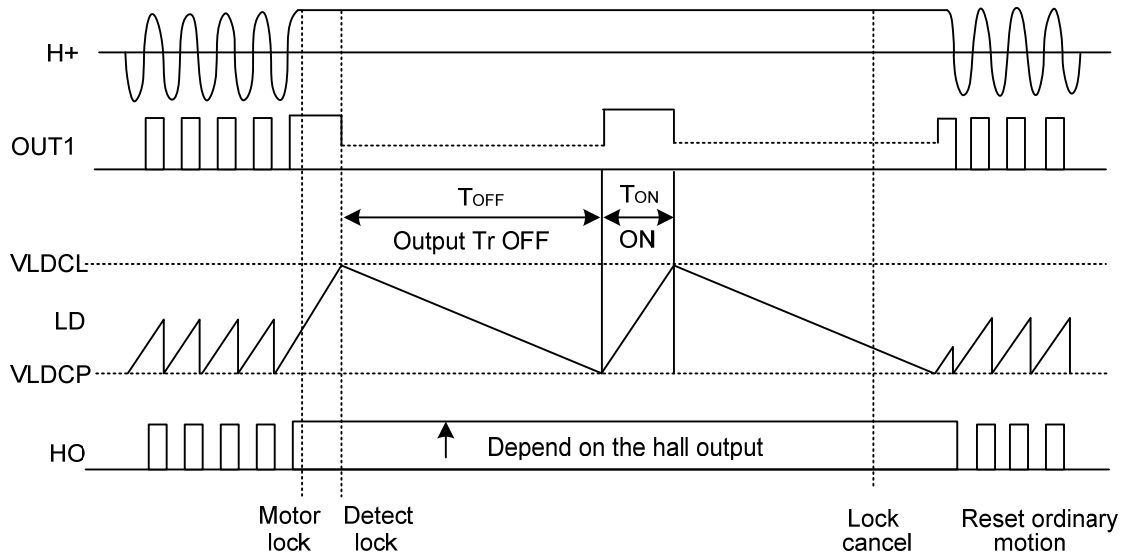 H+
OUT1
TOFF
TON
Output Tr OFF
ON
VLDCL
LD
VLDCP
HO
Depend on the hall output
Motor
lock
Detect
lock
Lock
cancel
Reset ordinary
motion